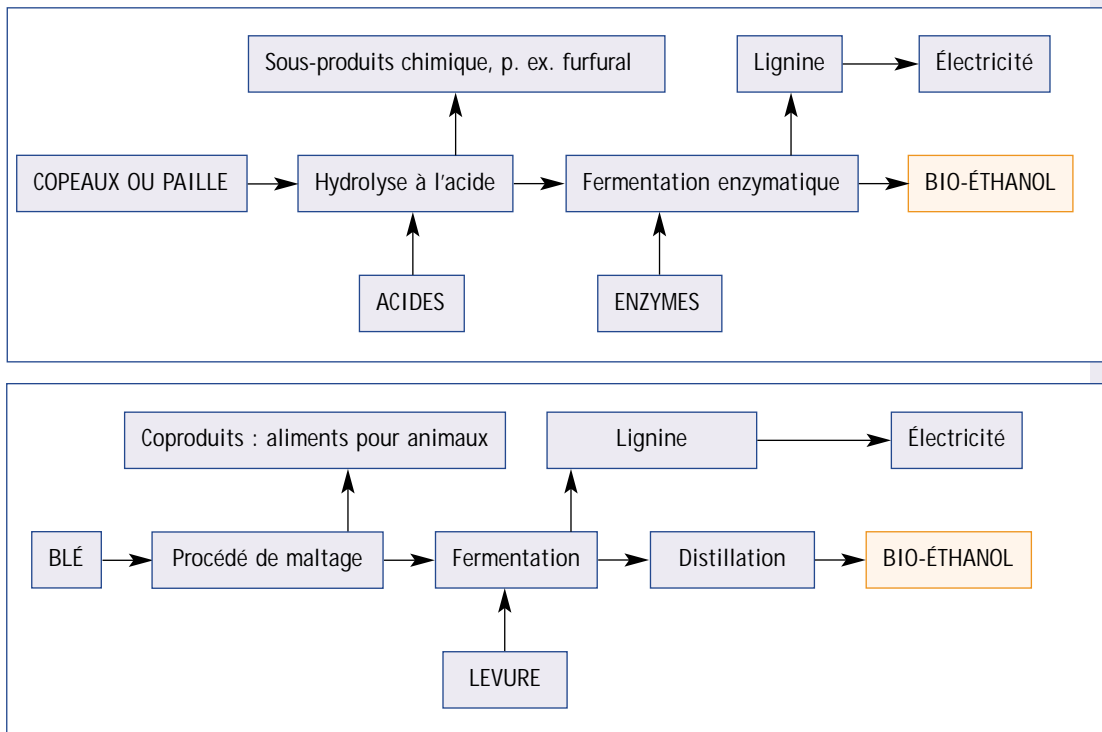 Sous-produits chimique, p. ex. furfural
Lignine
Électricité
COPEAUX OU PAILLE
Hydrolyse à l'acide
Fermentation enzymatique
BIO-ÉTHANOL
ACIDES
ENZYMES
Coproduits : aliments pour animaux
Lignine
Électricité
BLÉ
Procédé de maltage
Fermentation
Distillation
BIO-ÉTHANOL
LEVURE